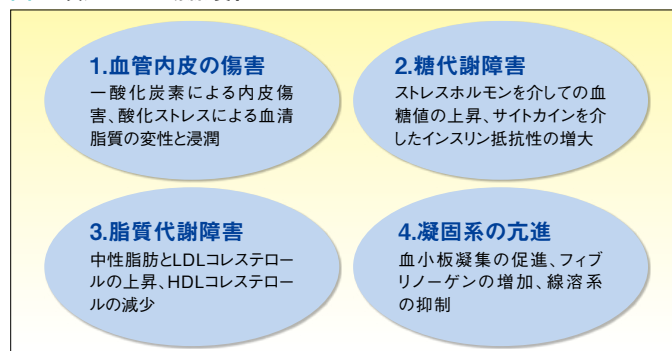 1.血管内皮の傷害
一酸化炭素による内皮傷
害、酸化ストレスによる血清
脂質の変性と浸潤
2.糖代謝障害
ストレスホルモンを介しての血
糖値の上昇、サイトカインを介
したインスリン抵抗性の増大
3.脂質代謝障害
中性脂肪とLDLコレステロー
ルの上昇、HDLコレステロー
ルの減少
4.凝固系の亢進
血小板凝集の促進、フィブ
リノーゲンの増加、線溶系
の抑制